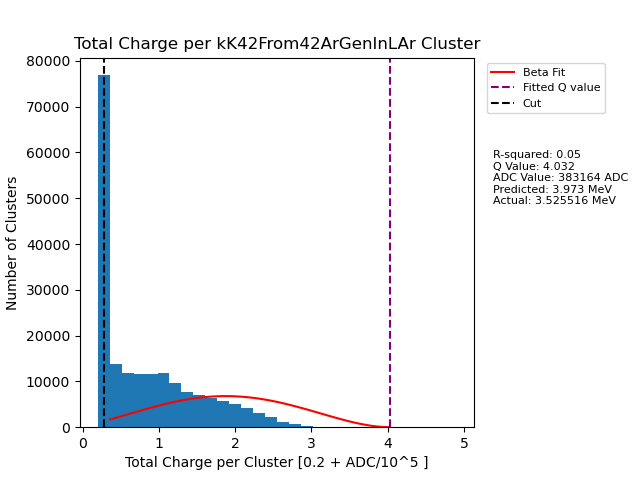 Total Charge per kK42From42ArGenInLAr Cluster
80000
70000
60000
50000
40000
30000
20000
10000
0
Number of Clusters
0 1 2 3 4 5
Total Charge per Cluster [0.2 + ADC/10^5 ]
Beta Fit
Fitted Q value
Cut
R-squared: 0.05
Q Value: 4.032
ADC Value: 383164 ADC
Predicted: 3.973 MeV
Actual: 3.525516 MeV